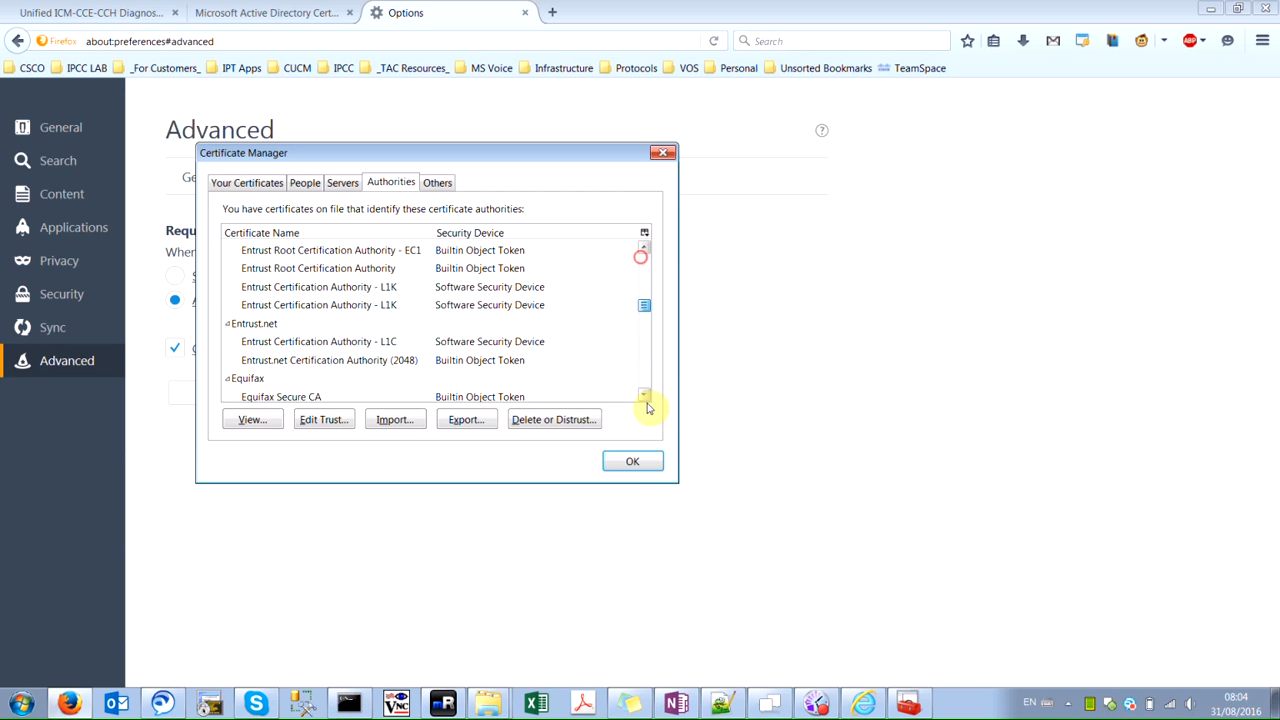 Unified ICM-CCE-CCH Diagnos... × Microsoft Active Directory Cert... × Options × +
Firefox about:preferences#advanced Search ABP
CSCO IPCC LAB _For Customers_ IPT Apps CUCM IPCC _TAC Resources_ MS Voice Infrastructure Protocols VOS Personal Unsorted Bookmarks TeamSpace
General
Search
Content
Applications
Privacy
Security
Sync
Advanced
Advanced
?
Ge
Requ
When
Certificate Manager
Your Certificates People Servers Authorities Others
You have certificates on file that identify these certificate authorities:
Certificate Name Security Device
Entrust Root Certification Authority - EC1 Builtin Object Token
Entrust Root Certification Authority Builtin Object Token
Entrust Certification Authority - L1K Software Security Device
Entrust Certification Authority - L1K Software Security Device
Entrust.net
Entrust Certification Authority - L1C Software Security Device
Entrust.net Certification Authority (2048) Builtin Object Token
Equifax
Equifax Secure CA Builtin Object Token
View... Edit Trust... Import... Export... Delete or Distrust...
OK
EN 08:04
31/08/2016